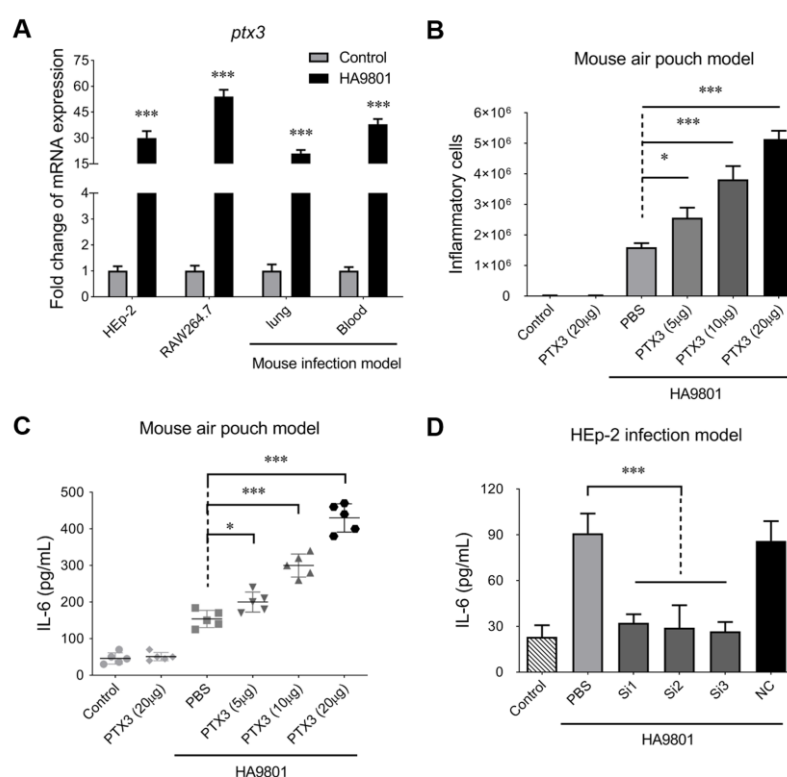 A
ptx3
Control
HA9801
Fold change of mRNA expression
75
60
45
30
15
4
3
2
1
0
***
***
***
***
HEp-2
RAW264.7
lung
Blood
Mouse infection model
B
Mouse air pouch model
Inflammatory cells
6×10⁶
5×10⁶
4×10⁶
3×10⁶
2×10⁶
1×10⁶
0
***
***
*
Control
PTX3 (20μg)
PBS
PTX3 (5μg)
PTX3 (10μg)
PTX3 (20μg)
HA9801
C
Mouse air pouch model
IL-6 (pg/mL)
500
400
300
200
100
0
***
***
*
Control
PTX3 (20μg)
PBS
PTX3 (5μg)
PTX3 (10μg)
PTX3 (20μg)
HA9801
D
HEp-2 infection model
IL-6 (pg/mL)
120
90
60
30
0
***
Control
PBS
Si1
Si2
Si3
NC
HA9801